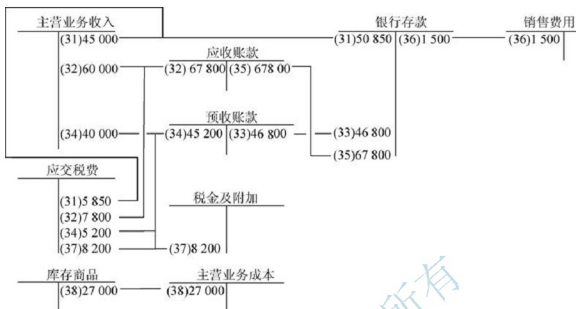 主营业务收入 银行存款 销售费用
(31)45 000 (31)50 850 (36)1 500 (36)1 500
应收账款
(32)60 000 (32) 67 800 (35) 678 00
预收账款
(34)40 000 (34)45 200 (33)46 800 (33)46 800
(35)67 800
应交税费
税金及附加
(31)5 850
(32)7 800
(34)5 200
(37)8 200 (37)8 200
库存商品 主营业务成本
(38)27 000 (38)27 000
所有